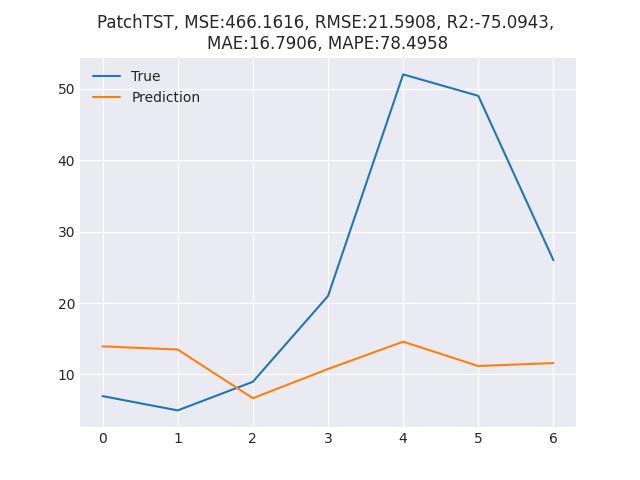 PatchTST, MSE:466.1616, RMSE:21.5908, R2:-75.0943,
MAE:16.7906, MAPE:78.4958
True
Prediction
50
40
30
20
10
0 1 2 3 4 5 6